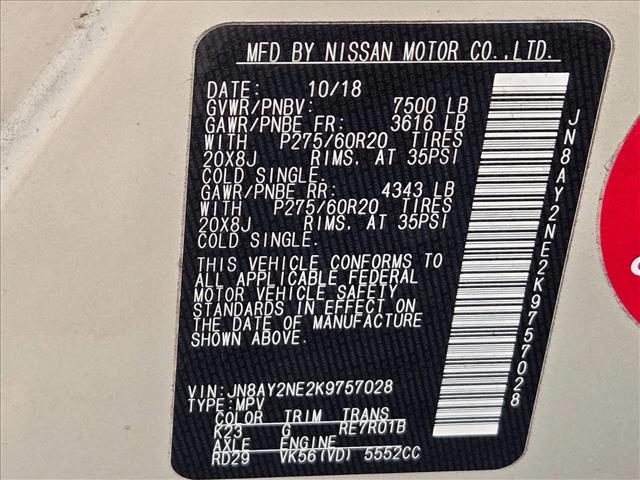 MFD BY NISSAN MOTOR CO.,LTD.
DATE: 10/18
GVWR/PNBV: 7500 LB
GAWR/PNBE FR: 3616 LB
WITH P275/60R20 TIRES
20X8J RIMS. AT 35PSI
COLD SINGLE.
GAWR/PNBE RR: 4343 LB
WITH P275/60R20 TIRES
20X8J RIMS. AT 35PSI
COLD SINGLE.
THIS VEHICLE CONFORMS TO
ALL APPLICABLE FEDERAL
MOTOR VEHICLE SAFETY
STANDARDS IN EFFECT ON
THE DATE OF MANUFACTURE
SHOWN ABOVE.
VIN:JN8AY2NE2K9757028
TYPE:MPV
COLOR TRIM TRANS
K23 G RE7R01B
AXLE ENGINE
RD29 VK56(VD) 5552CC
JN8AY2NE2K9757028